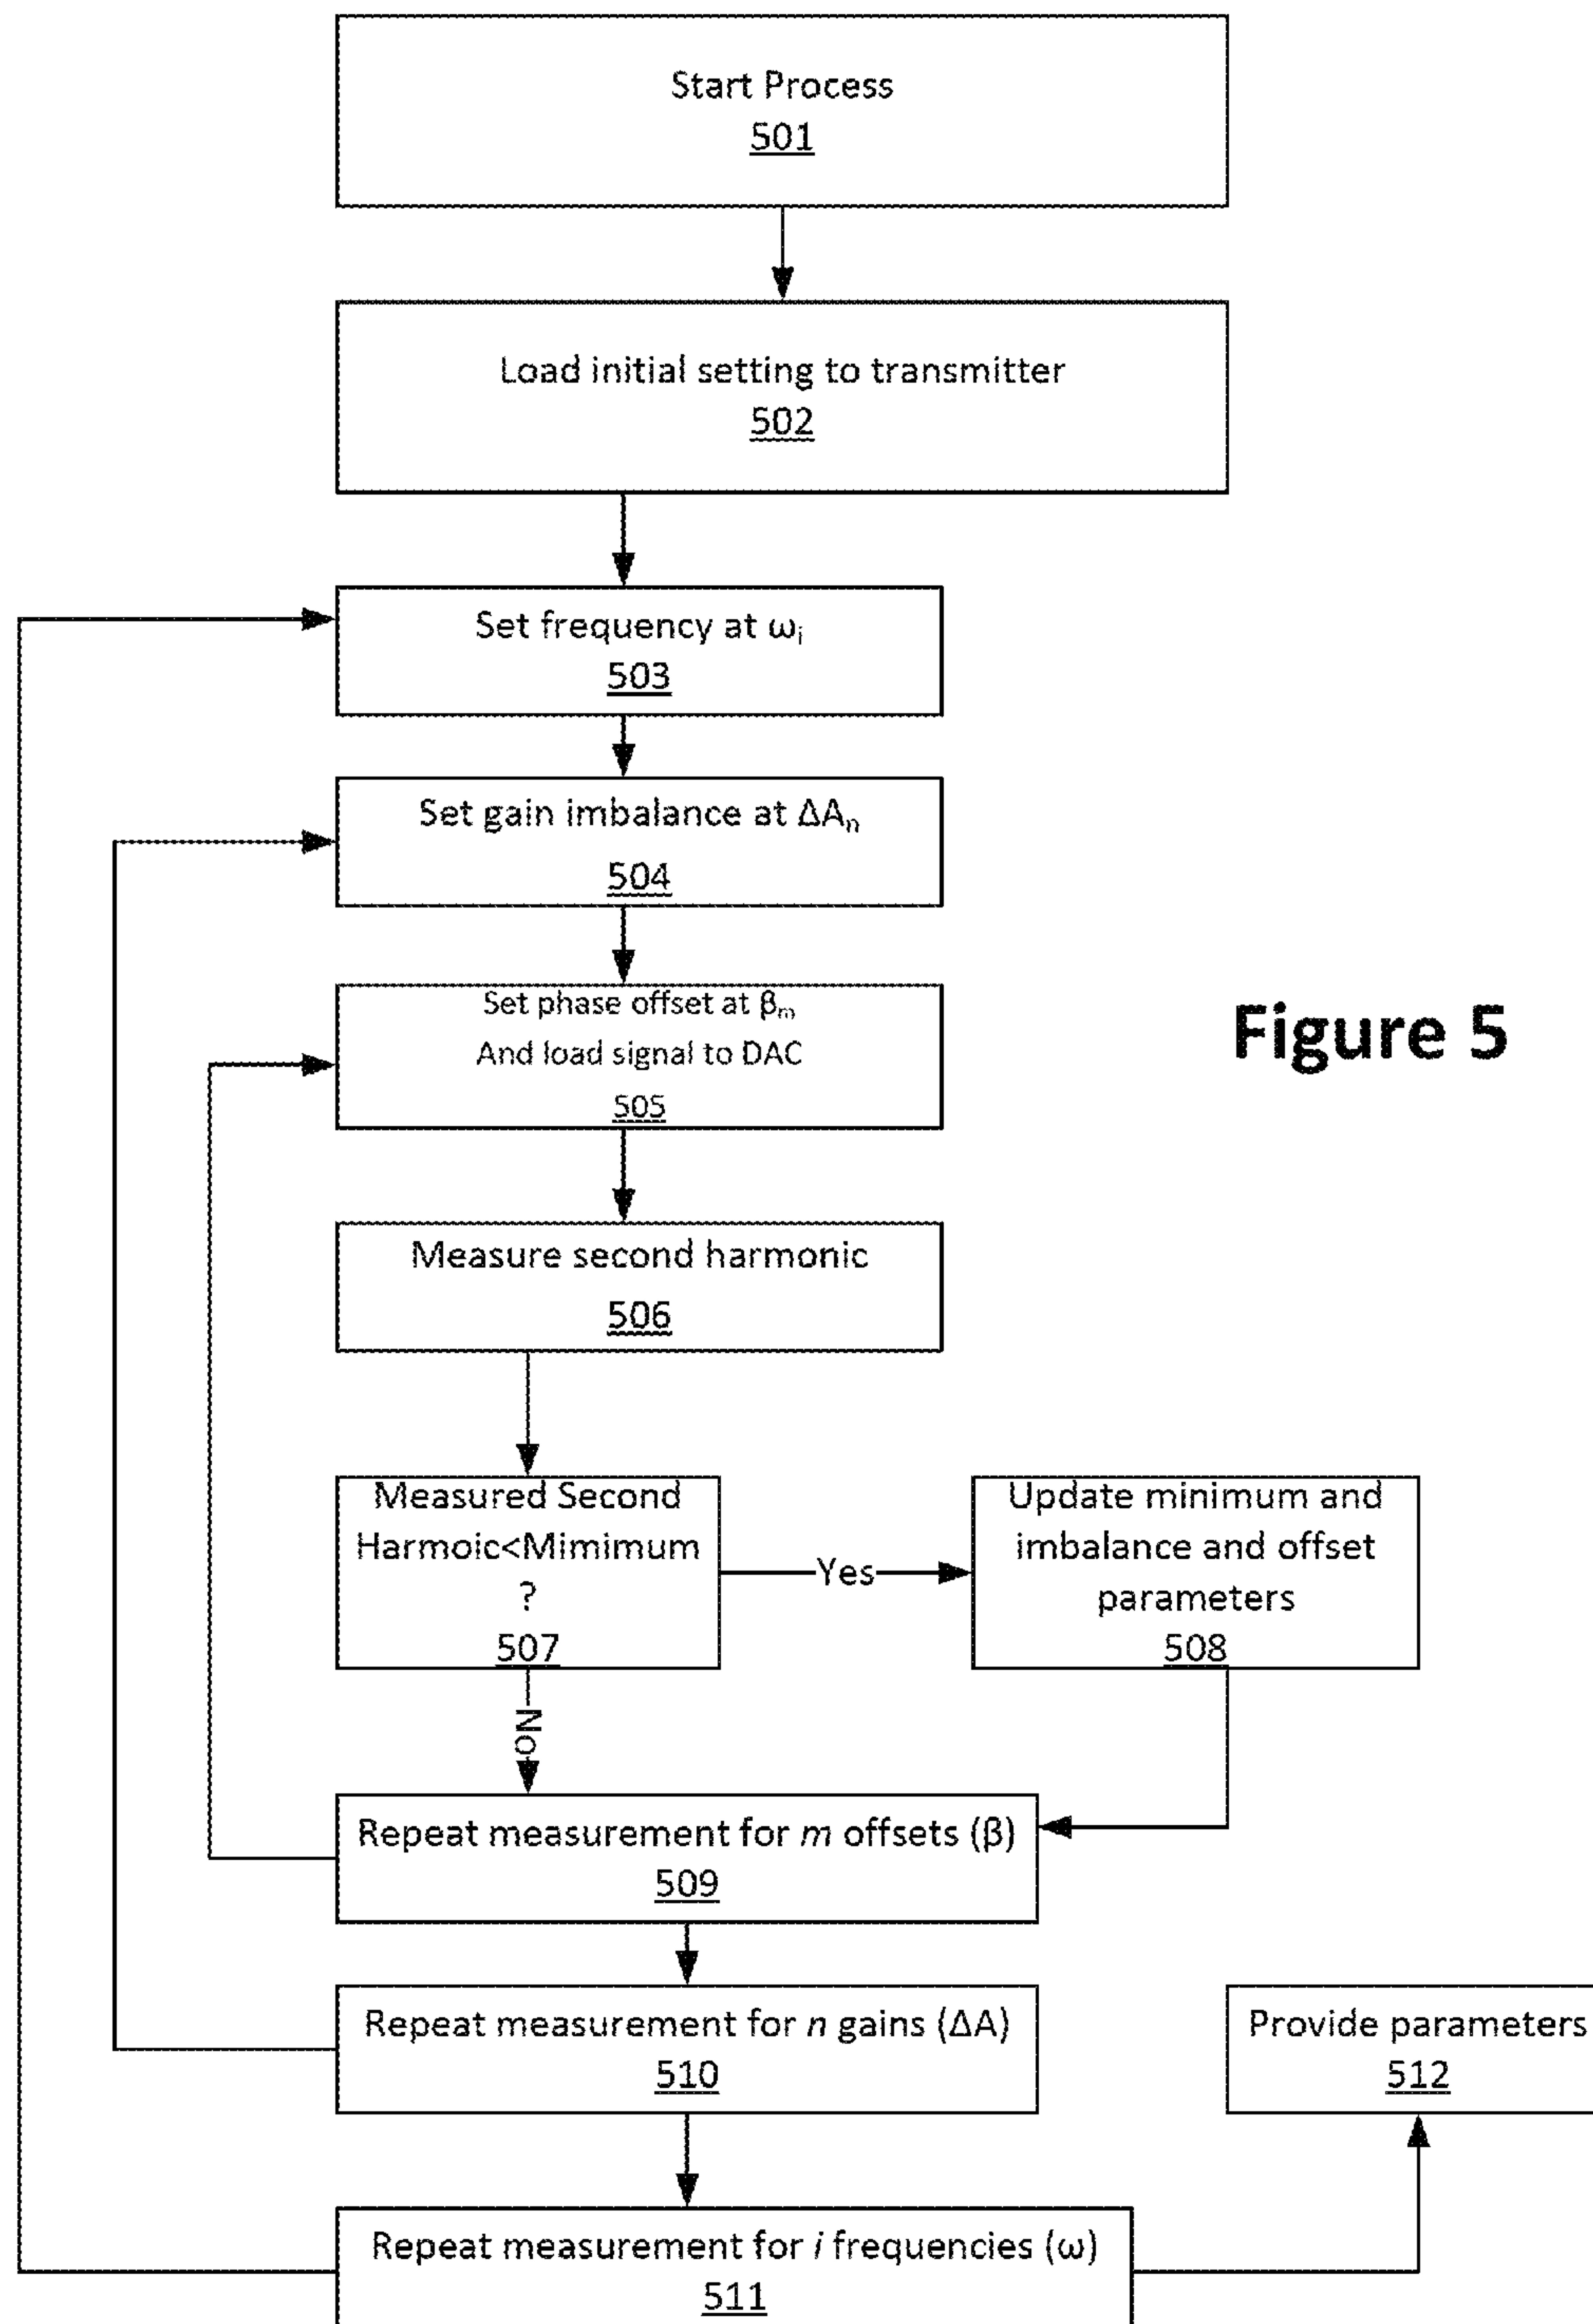 Start Process
501
Load initial setting to transmitter
502
Set frequency at ωi
503
Set gain imbalance at ΔAn
504
Set phase offset at βm
And load signal to DAC
505
Figure 5
Measure second harmonic
506
Measured Second
Harmoic<Mimimum
?
507
Yes
Update minimum and
imbalance and offset
parameters
508
No
Repeat measurement for m offsets (β)
509
Repeat measurement for n gains (ΔA)
510
Provide parameters
512
Repeat measurement for i frequencies (ω)
511